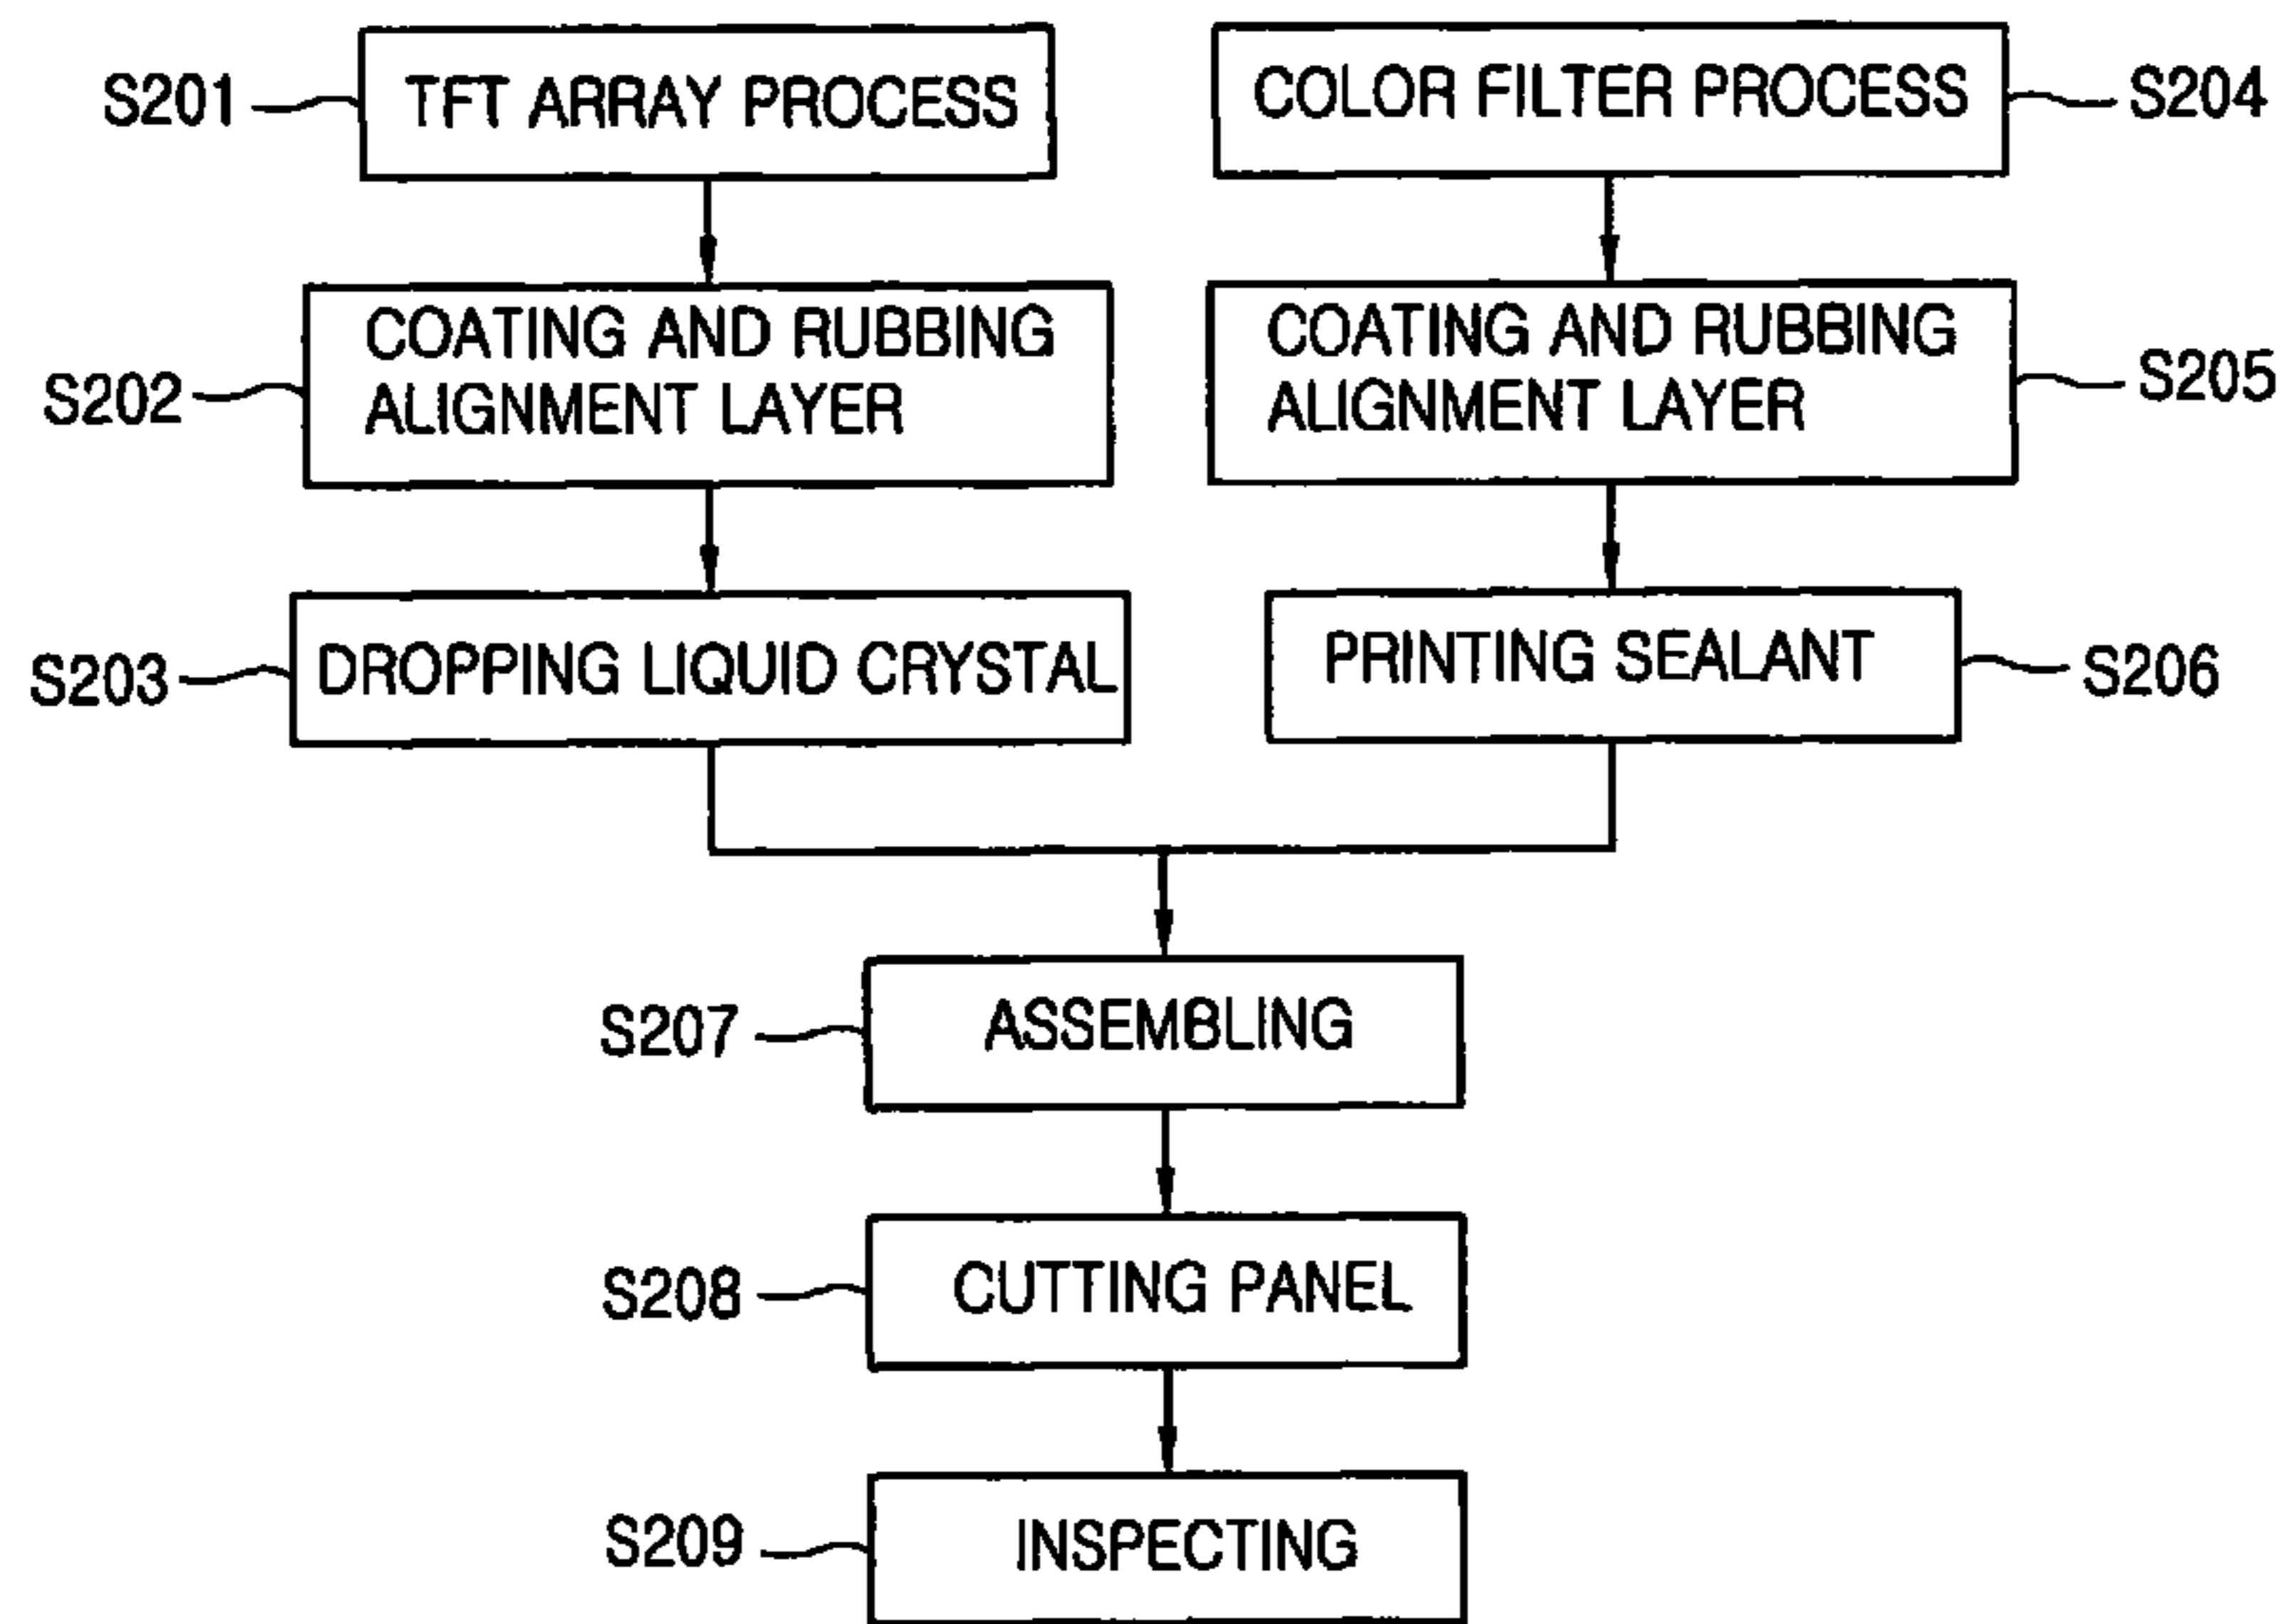 S201
TFT ARRAY PROCESS
COLOR FILTER PROCESS
S204
S202
COATING AND RUBBING
ALIGNMENT LAYER
COATING AND RUBBING
ALIGNMENT LAYER
S205
S203
DROPPING LIQUID CRYSTAL
PRINTING SEALANT
S206
S207
ASSEMBLING
S208
CUTTING PANEL
S209
INSPECTING